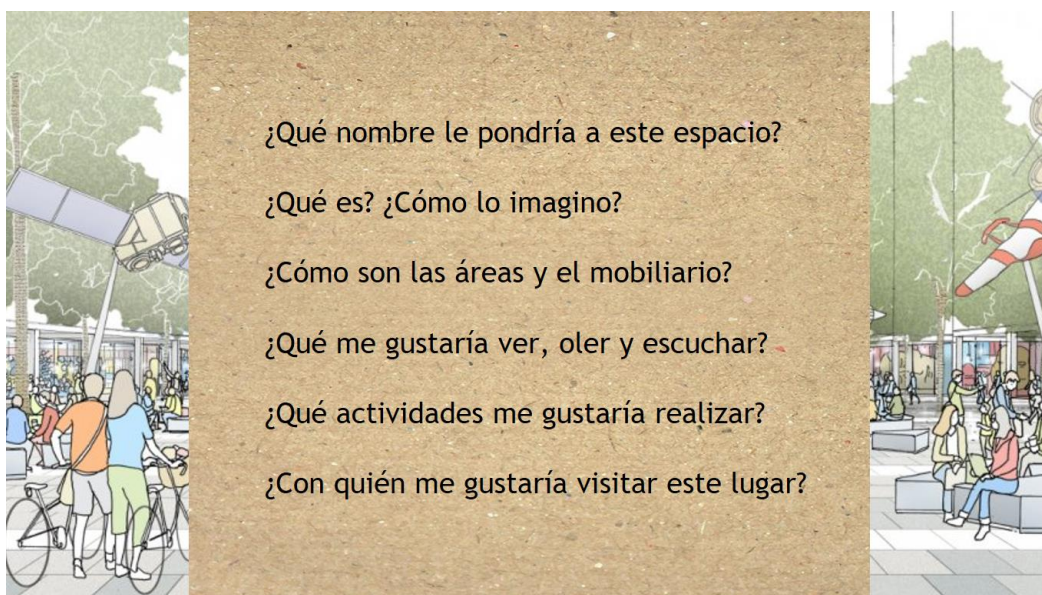 ¿Qué nombre le pondría a este espacio?
¿Qué es? ¿Cómo lo imagino?
¿Cómo son las áreas y el mobiliario?
¿Qué me gustaría ver, oler y escuchar?
¿Qué actividades me gustaría realizar?
¿Con quién me gustaría visitar este lugar?